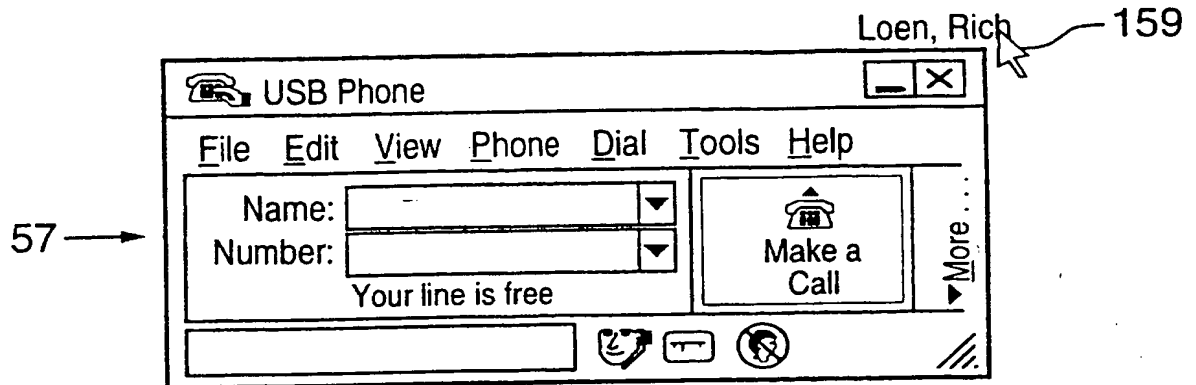 Loen, Rich 159
USB Phone
File Edit View Phone Dial Tools Help
57
Name:
Number:
Your line is free
Make a
Call
More...